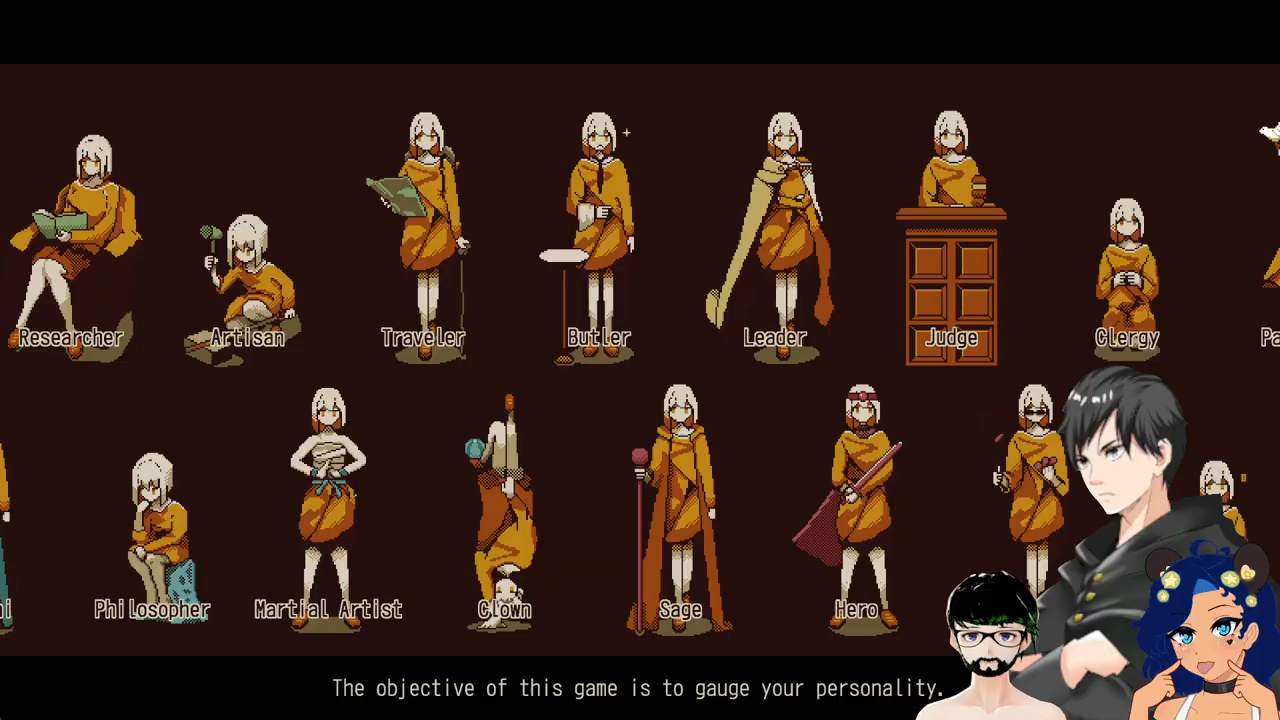 Researcher
Artisan
Traveler
Butler
Leader
Judge
Clergy
Pa
i
Philosopher
Martial Artist
Clown
Sage
Hero
The objective of this game is to gauge your personality.